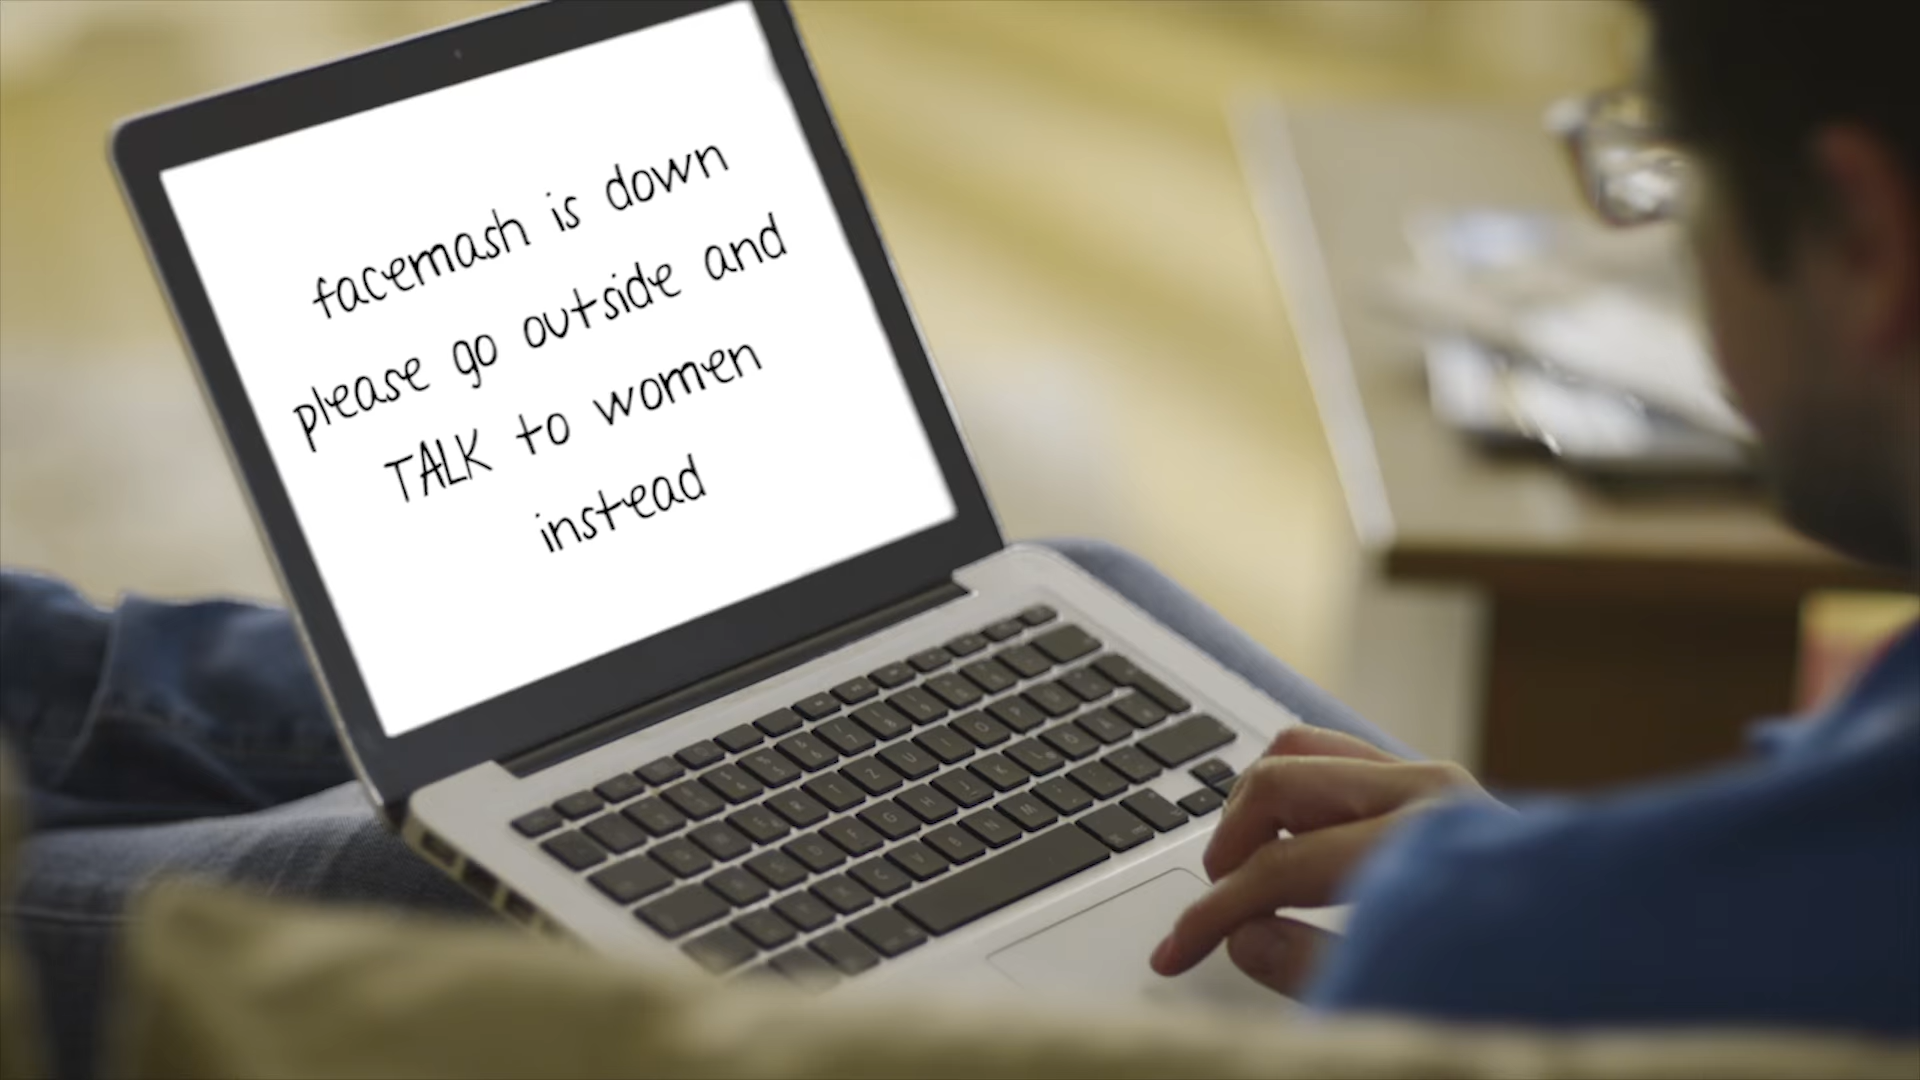 facemash is down
please go outside and
TALK to women
instead